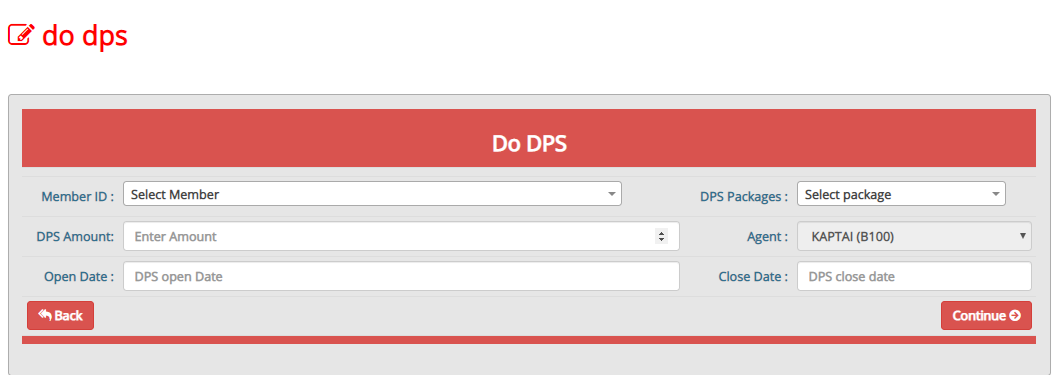 do dps
Do DPS
Member ID : Select Member DPS Packages : Select package
DPS Amount: Enter Amount Agent : KAPTAI (B100)
Open Date : DPS open Date Close Date : DPS close date
Back Continue